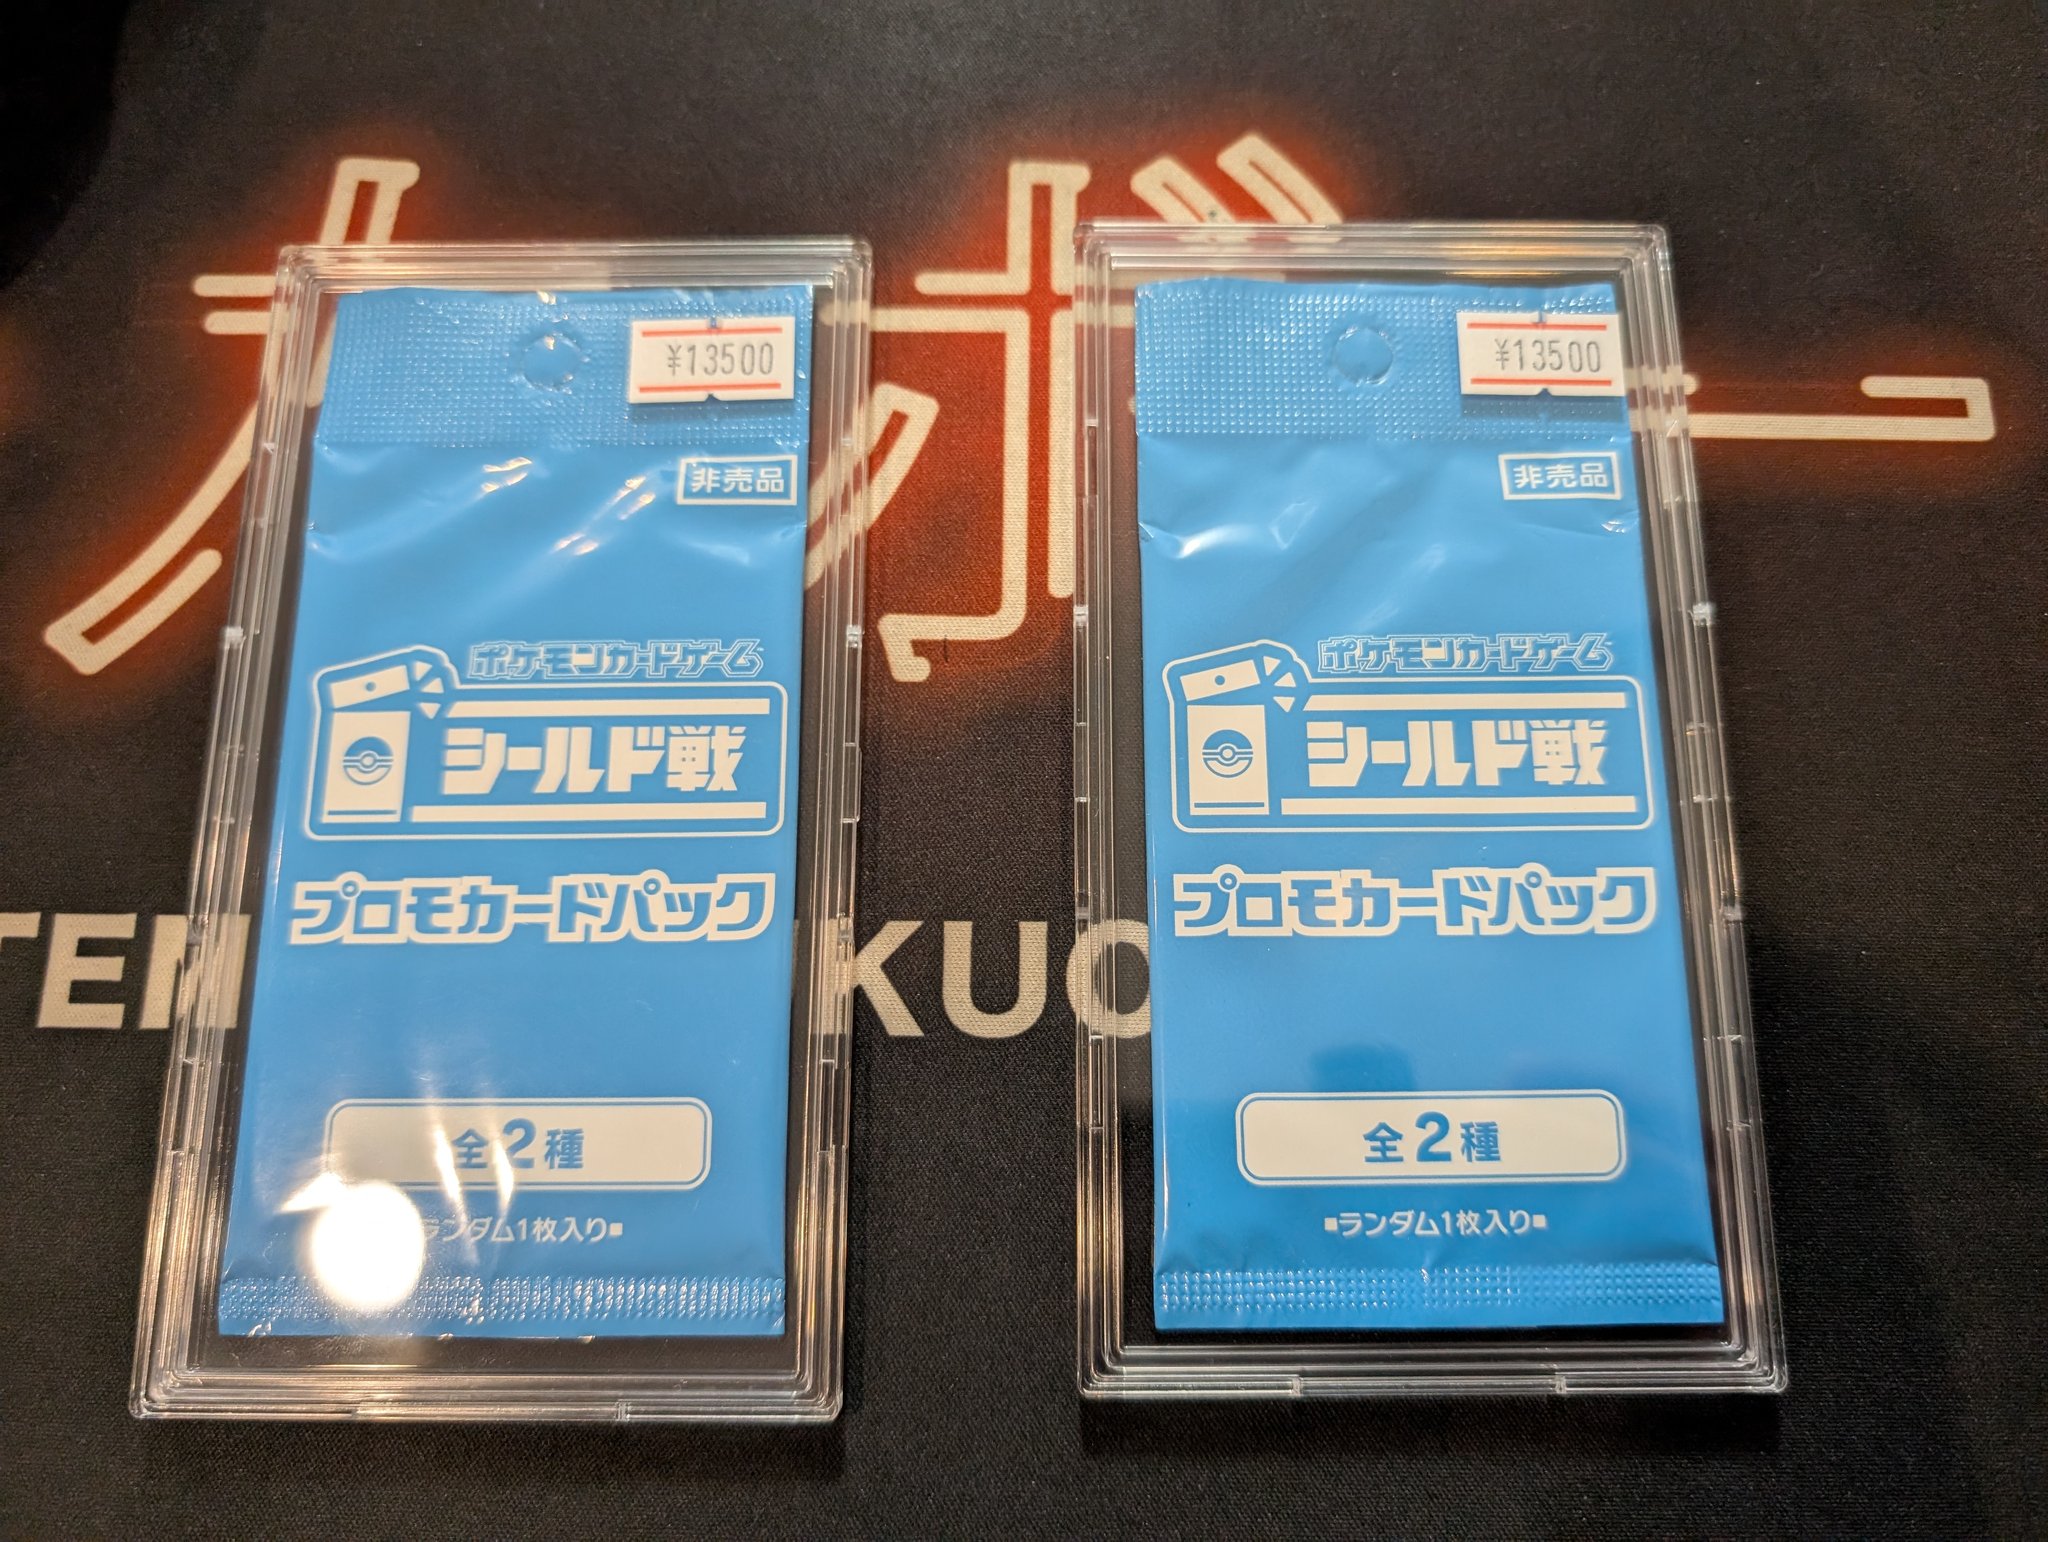 ¥13500
非売品
ポケモンカードゲーム
シールド戦
プロモカードパック
全2種
ランダム1枚入り■
¥13500
非売品
ポケモンカードゲーム
シールド戦
プロモカードパック
全2種
■ランダム1枚入り■